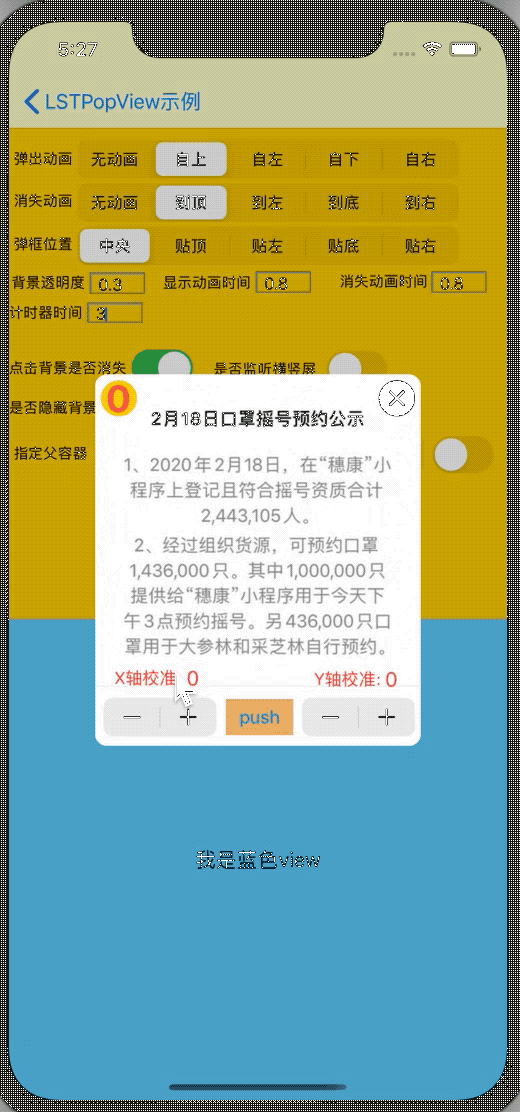 5:27
LSTPopView示例
弹出动画 无动画 自上 自左 自下 自右
消失动画 无动画 到顶 到左 到底 到右
弹框位置 中央 贴顶 贴左 贴底 贴右
背景透明度 0.3 显示动画时间 0.8 消失动画时间 0.8
计时器时间 3
点击背景是否消失 是否监听横竖屏
是否隐藏背景
指定父容器
0
2月18日口罩摇号预约公示
1、2020年2月18日，在“穗康”小
程序上登记且符合摇号资质合计
2,443,105人。
2、经过组织货源，可预约口罩
1,436,000只。其中1,000,000只
提供给“穗康”小程序用于今天下
午3点预约摇号。另436,000只口
罩用于大参林和采芝林自行预约。
X轴校准 0 Y轴校准: 0
push
我是蓝色view